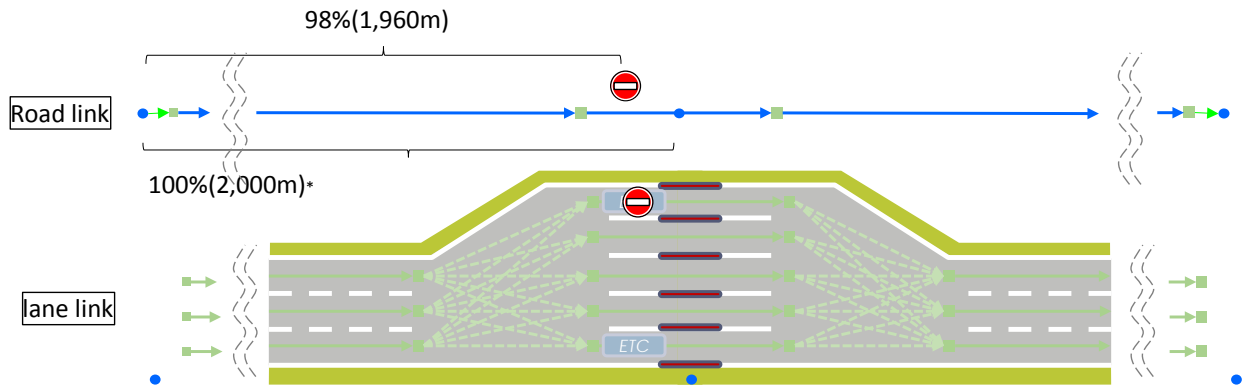 98%(1,960m)
Road link
100%(2,000m)*
lane link
ETC